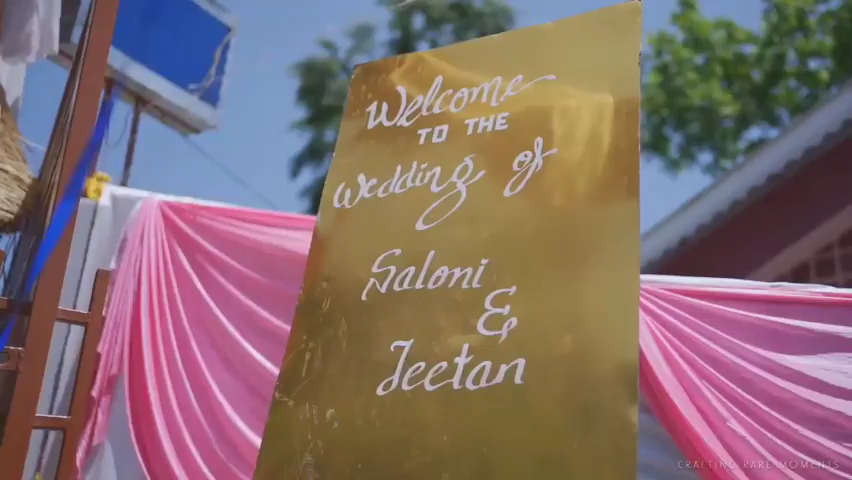 Welcome
TO THE
Wedding of
Saloni
&
Jeetan
CRAFTING RARE MOMENTS